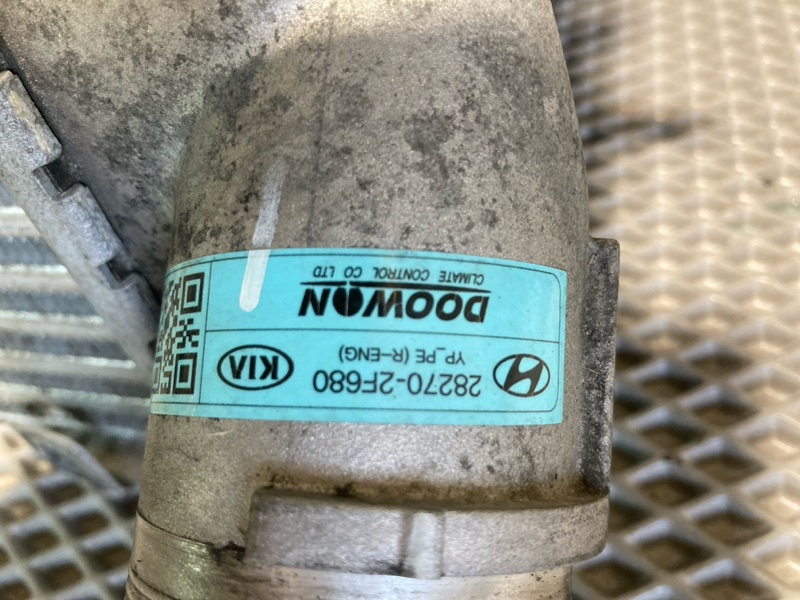 28270-2F680
YP_PE (R-ENG)
KIA
DOOWON
CLIMATE CONTROL CO LTD